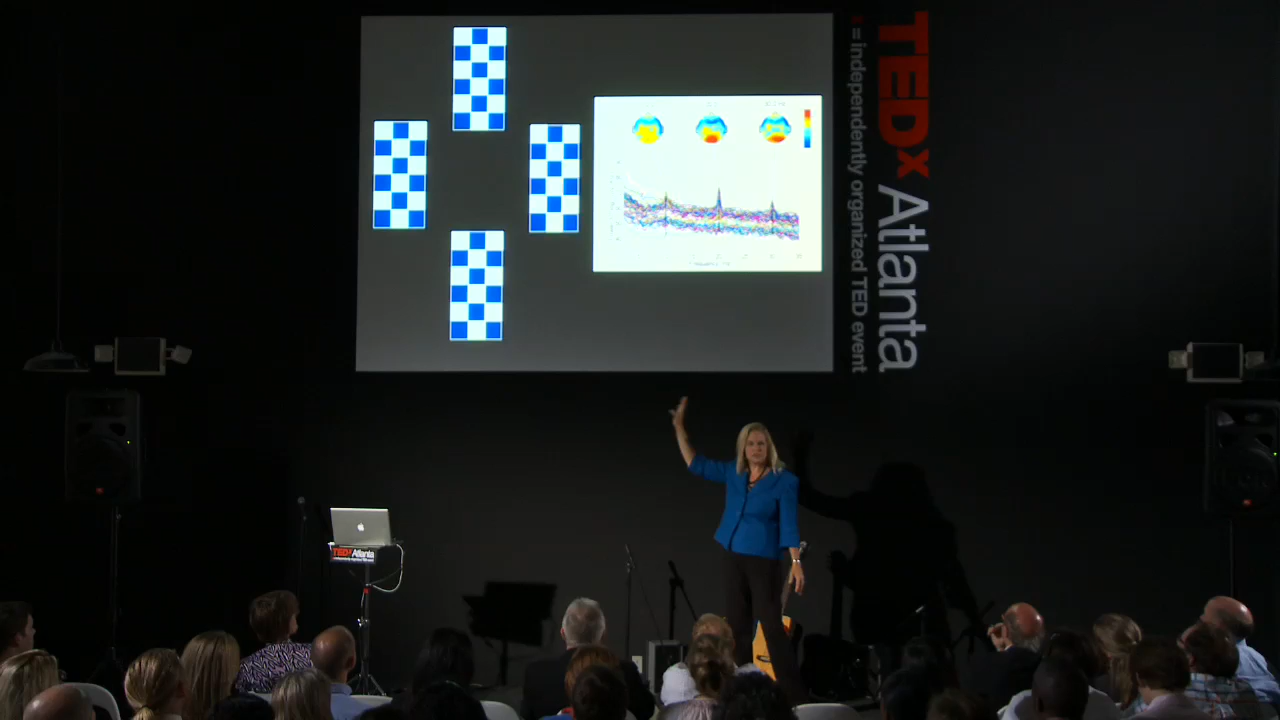 TEDx Atlanta
x = independently organized TED event
TEDxAtlanta